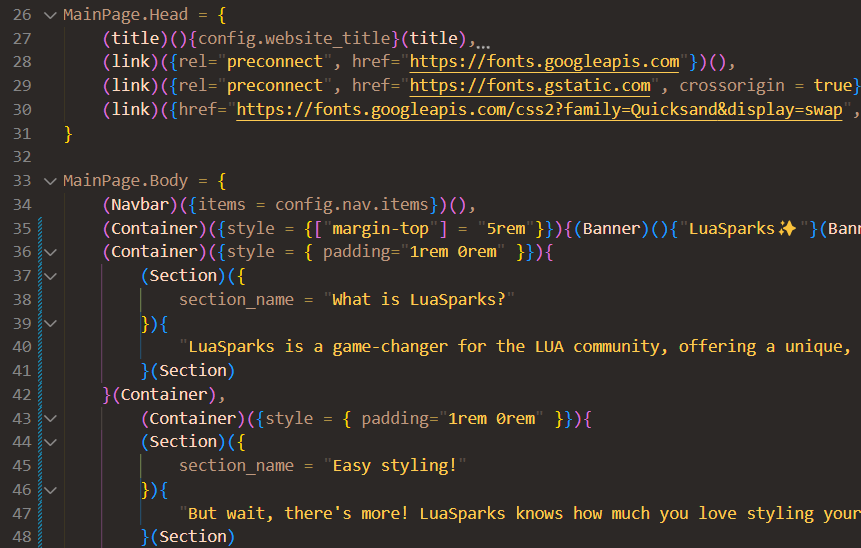 26 MainPage.Head = {
27     (title)(){config.website_title}(title),...
28     (link)({rel="preconnect", href="https://fonts.googleapis.com"})(),
29     (link)({rel="preconnect", href="https://fonts.gstatic.com", crossorigin = true}
30     (link)({href="https://fonts.googleapis.com/css2?family=Quicksand&display=swap",
31 }
32
33 MainPage.Body = {
34     (Navbar)({items = config.nav.items})(),
35     (Container)({style = {["margin-top"] = "5rem"}}){(Banner)(){"LuaSparks✨"}(Bann
36     (Container)({style = { padding="1rem 0rem" }}){
37         (Section)({
38             section_name = "What is LuaSparks?"
39         }){
40             "LuaSparks is a game-changer for the LUA community, offering a unique,
41         }(Section)
42     }(Container),
43         (Container)({style = { padding="1rem 0rem" }}){
44         (Section)({
45             section_name = "Easy styling!"
46         }){
47             "But wait, there's more! LuaSparks knows how much you love styling your
48         }(Section)